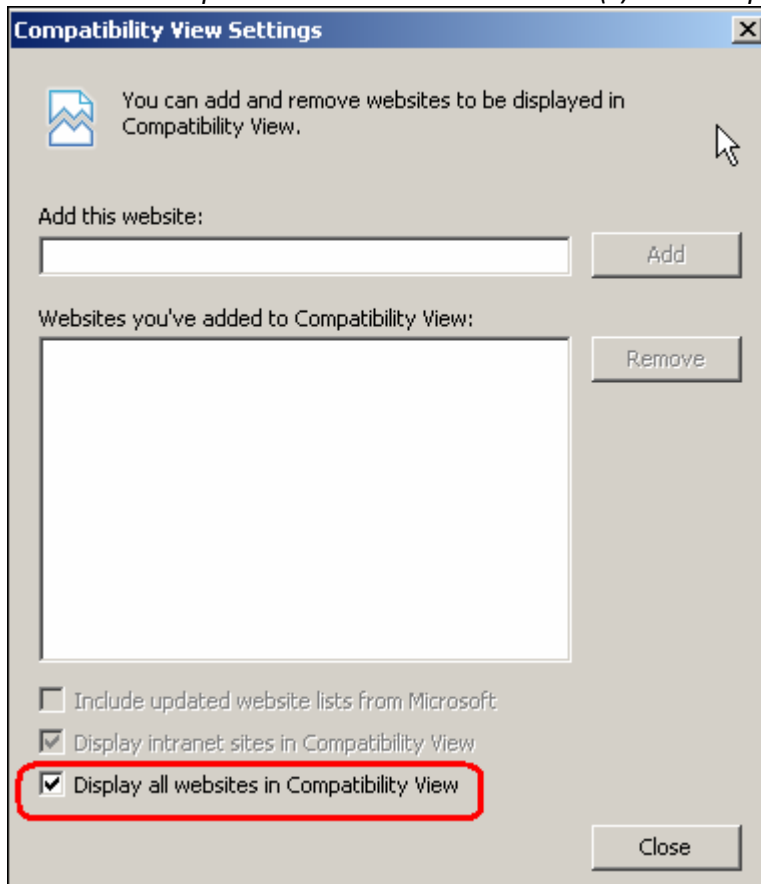 Compatibility View Settings
You can add and remove websites to be displayed in
Compatibility View.
Add this website:
Add
Websites you've added to Compatibility View:
Remove
Include updated website lists from Microsoft
Display intranet sites in Compatibility View
Display all websites in Compatibility View
Close